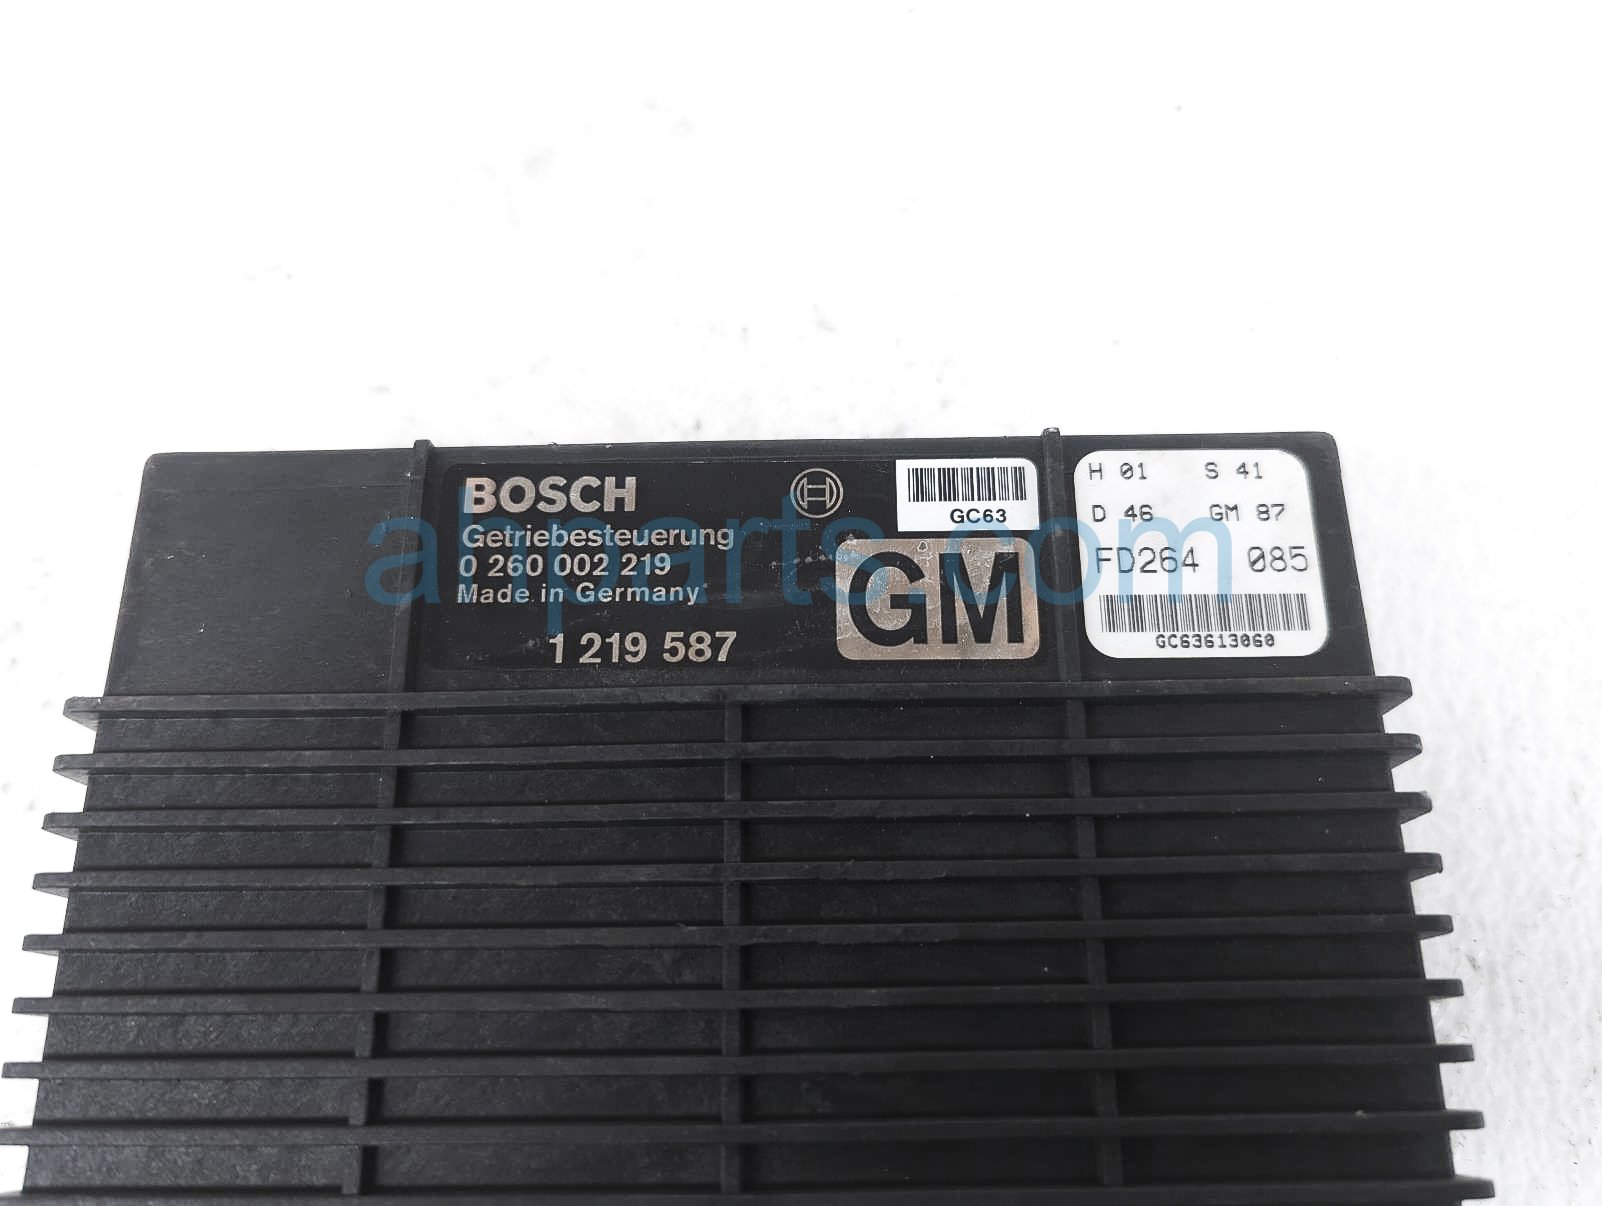 BOSCH
Getriebesteuerung
0 260 002 219
Made in Germany
1 219 587
GC63
GM
H 01 S 41
D 46 GM 87
FD264 085
GC63613060
ahparts.com